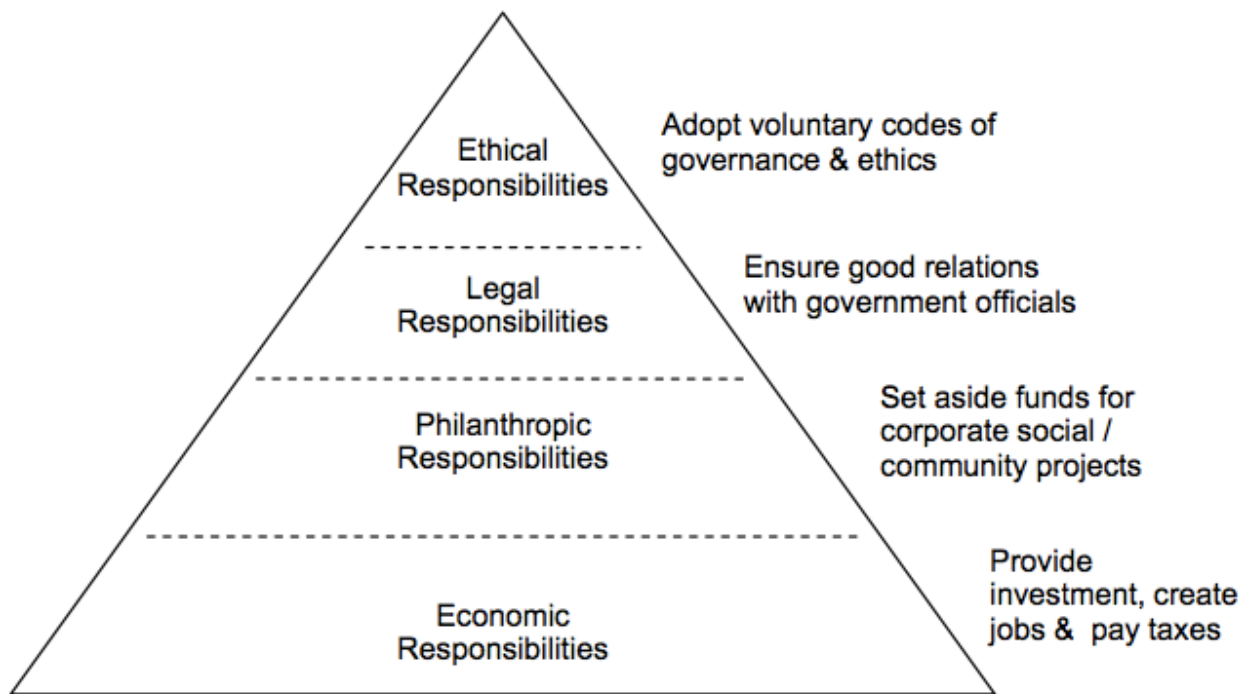 Ethical
Responsibilities
Adopt voluntary codes of
governance & ethics
Legal
Responsibilities
Ensure good relations
with government officials
Philanthropic
Responsibilities
Set aside funds for
corporate social /
community projects
Economic
Responsibilities
Provide
investment, create
jobs & pay taxes